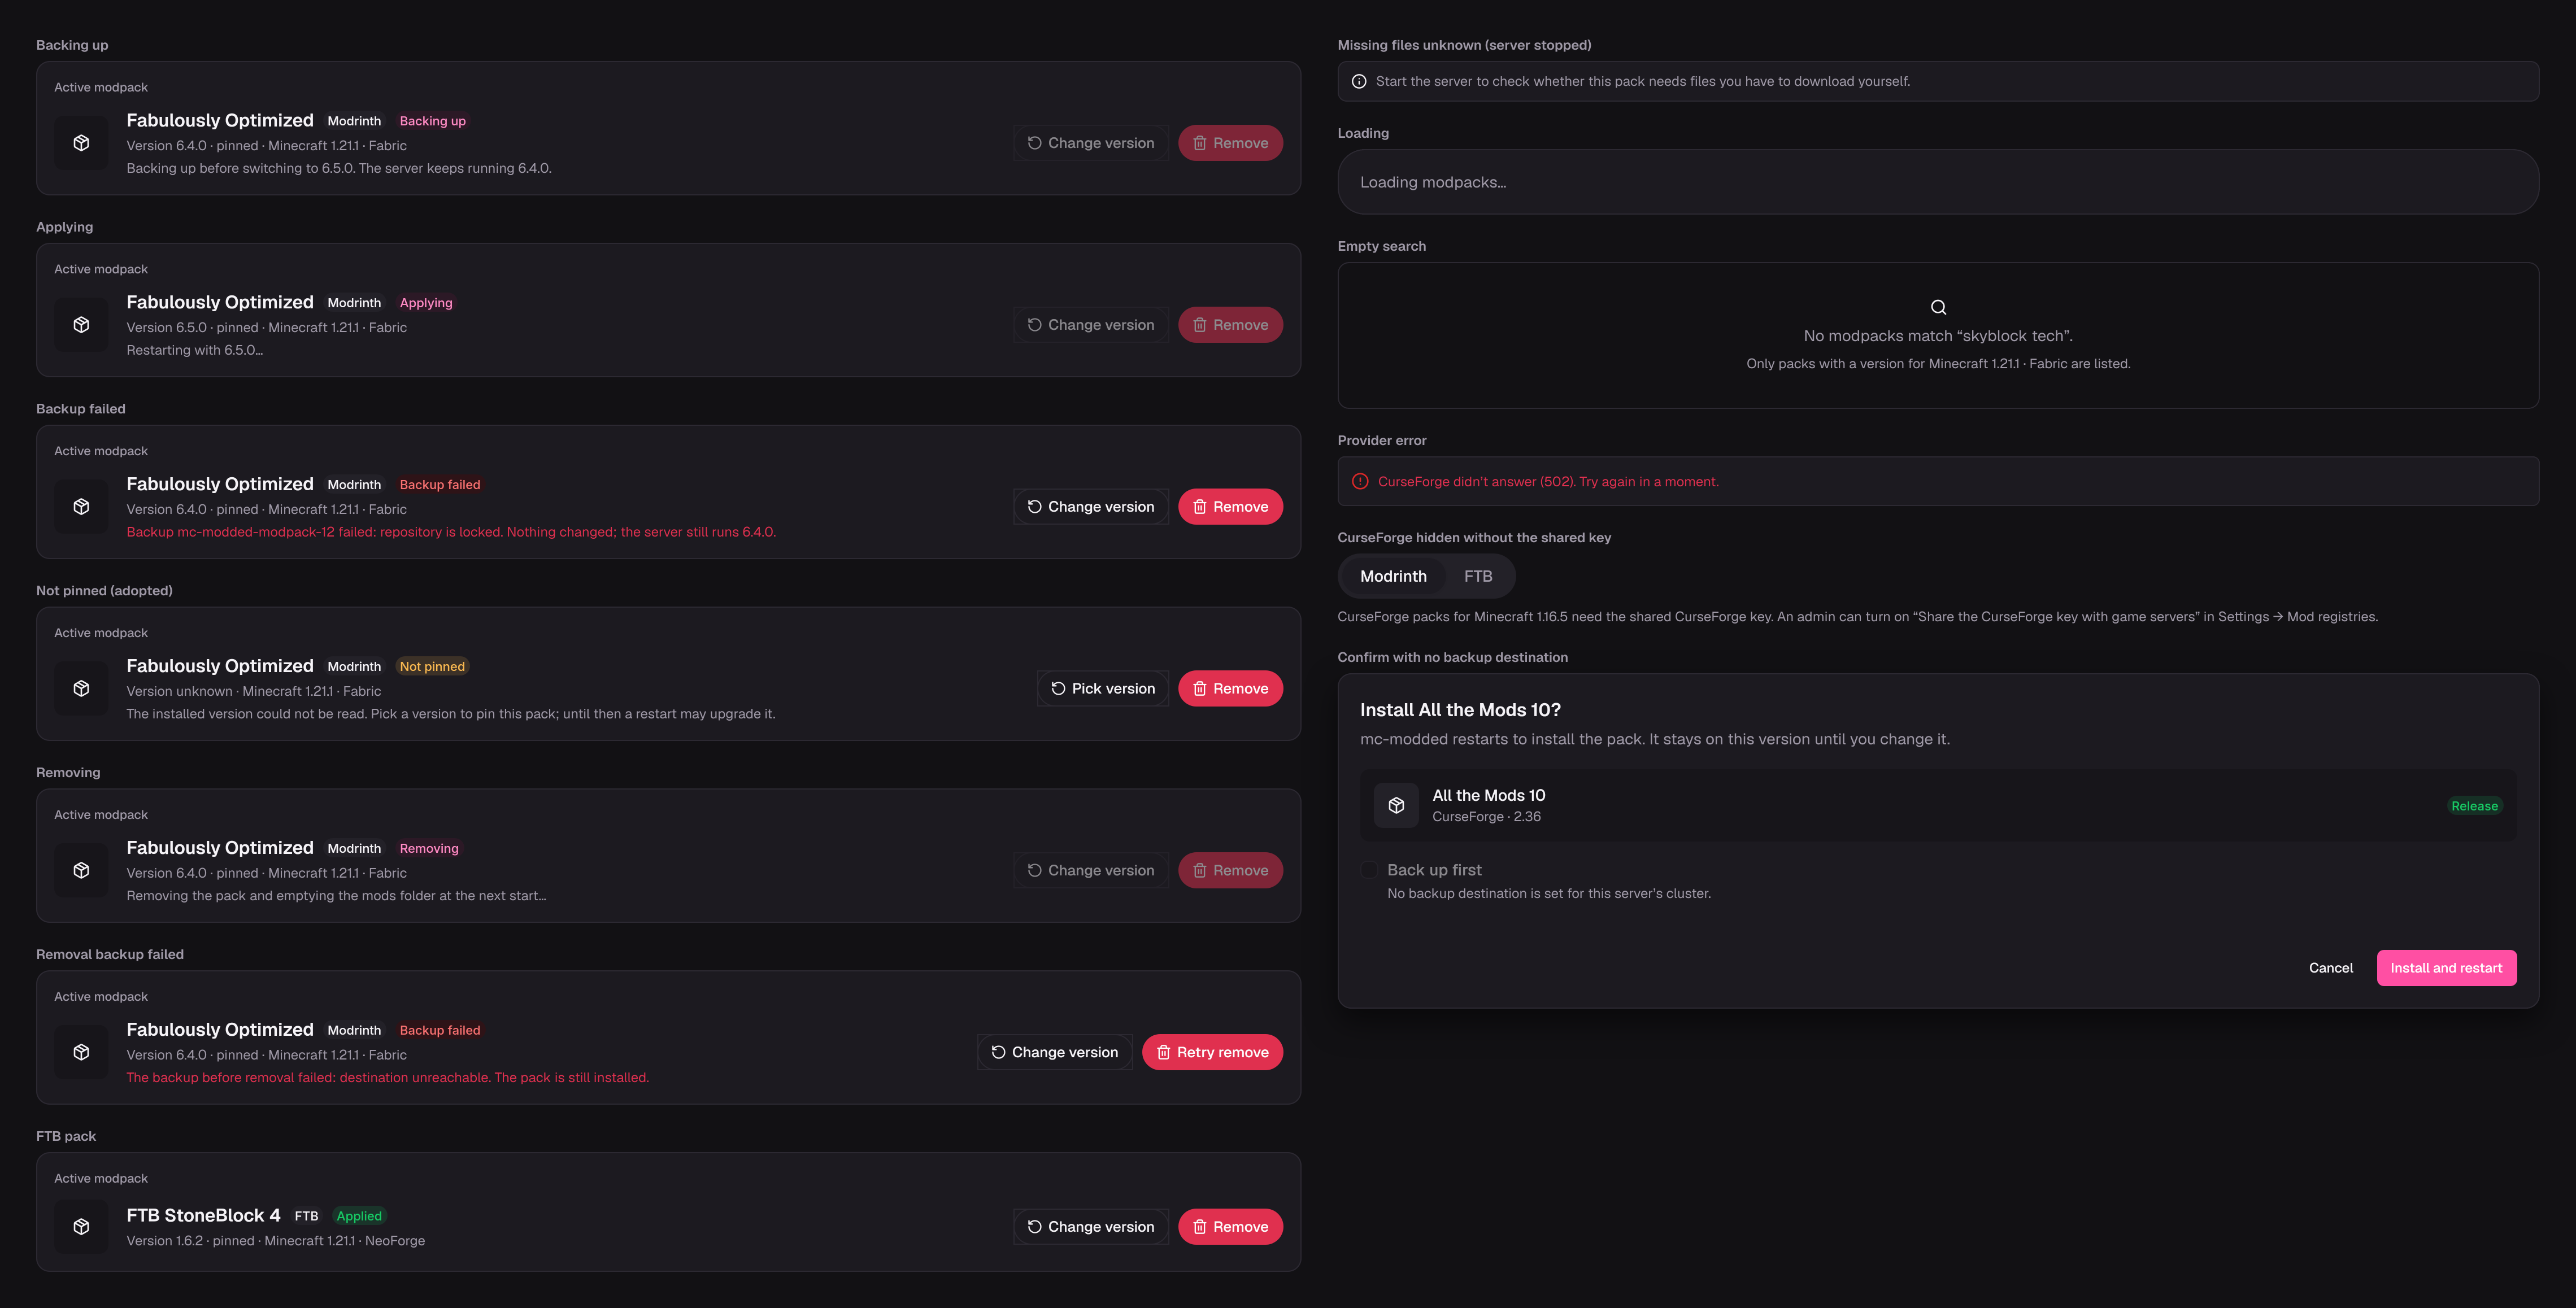 Backing up
Active modpack
Fabulously Optimized Modrinth Backing up
Version 6.4.0 · pinned · Minecraft 1.21.1 · Fabric
Backing up before switching to 6.5.0. The server keeps running 6.4.0.
Change version Remove
Applying
Active modpack
Fabulously Optimized Modrinth Applying
Version 6.5.0 · pinned · Minecraft 1.21.1 · Fabric
Restarting with 6.5.0...
Change version Remove
Backup failed
Active modpack
Fabulously Optimized Modrinth Backup failed
Version 6.4.0 · pinned · Minecraft 1.21.1 · Fabric
Backup mc-modded-modpack-12 failed: repository is locked. Nothing changed; the server still runs 6.4.0.
Change version Remove
Not pinned (adopted)
Active modpack
Fabulously Optimized Modrinth Not pinned
Version unknown · Minecraft 1.21.1 · Fabric
The installed version could not be read. Pick a version to pin this pack; until then a restart may upgrade it.
Pick version Remove
Removing
Active modpack
Fabulously Optimized Modrinth Removing
Version 6.4.0 · pinned · Minecraft 1.21.1 · Fabric
Removing the pack and emptying the mods folder at the next start...
Change version Remove
Removal backup failed
Active modpack
Fabulously Optimized Modrinth Backup failed
Version 6.4.0 · pinned · Minecraft 1.21.1 · Fabric
The backup before removal failed: destination unreachable. The pack is still installed.
Change version Retry remove
FTB pack
Active modpack
FTB StoneBlock 4 FTB Applied
Version 1.6.2 · pinned · Minecraft 1.21.1 · NeoForge
Change version Remove
Missing files unknown (server stopped)
Start the server to check whether this pack needs files you have to download yourself.
Loading
Loading modpacks...
Empty search
No modpacks match “skyblock tech”.
Only packs with a version for Minecraft 1.21.1 · Fabric are listed.
Provider error
CurseForge didn’t answer (502). Try again in a moment.
CurseForge hidden without the shared key
Modrinth FTB
CurseForge packs for Minecraft 1.16.5 need the shared CurseForge key. An admin can turn on “Share the CurseForge key with game servers” in Settings → Mod registries.
Confirm with no backup destination
Install All the Mods 10?
mc-modded restarts to install the pack. It stays on this version until you change it.
All the Mods 10
CurseForge · 2.36
Release
Back up first
No backup destination is set for this server’s cluster.
Cancel Install and restart